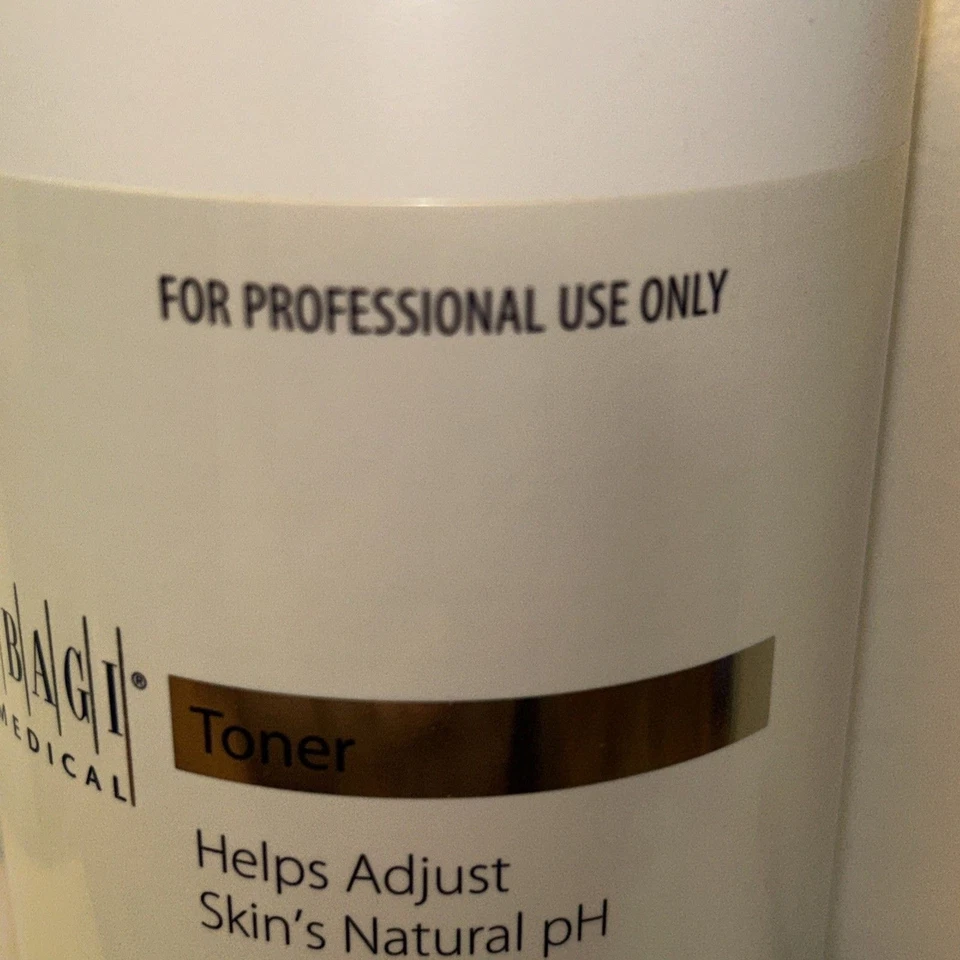 FOR PROFESSIONAL USE ONLY
BAGI®
MEDICAL
Toner
Helps Adjust
Skin's Natural pH